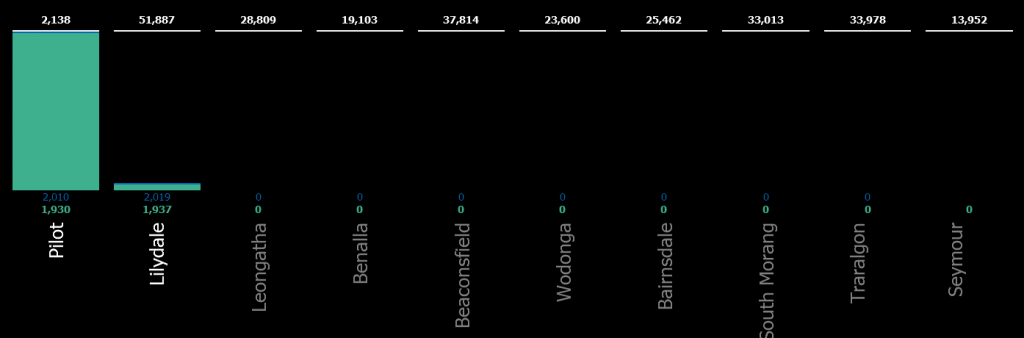 2,138 51,887 28,809 19,103 37,814 23,600 25,462 33,013 33,978 13,952
2,010 2,019 0 0 0 0 0 0 0
1,930 1,937 0 0 0 0 0 0 0 0
Pilot Lilydale Leongatha Benalla Beaconsfield Wodonga Bairnsdale South Morang Traralgon Seymour